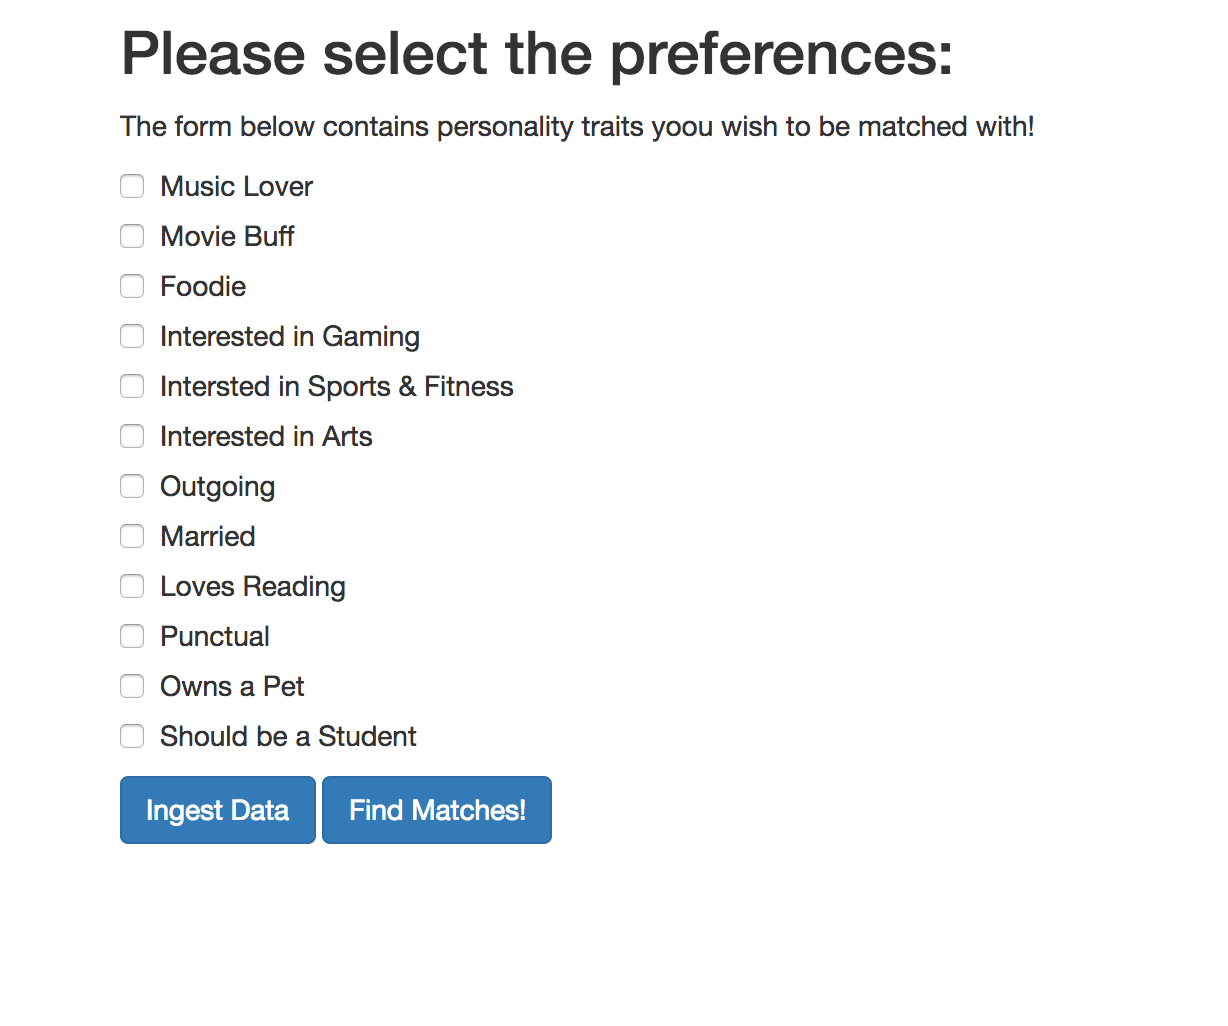 Please select the preferences:
The form below contains personality traits yoou wish to be matched with!
Music Lover
Movie Buff
Foodie
Interested in Gaming
Intersted in Sports & Fitness
Interested in Arts
Outgoing
Married
Loves Reading
Punctual
Owns a Pet
Should be a Student
Ingest Data Find Matches!